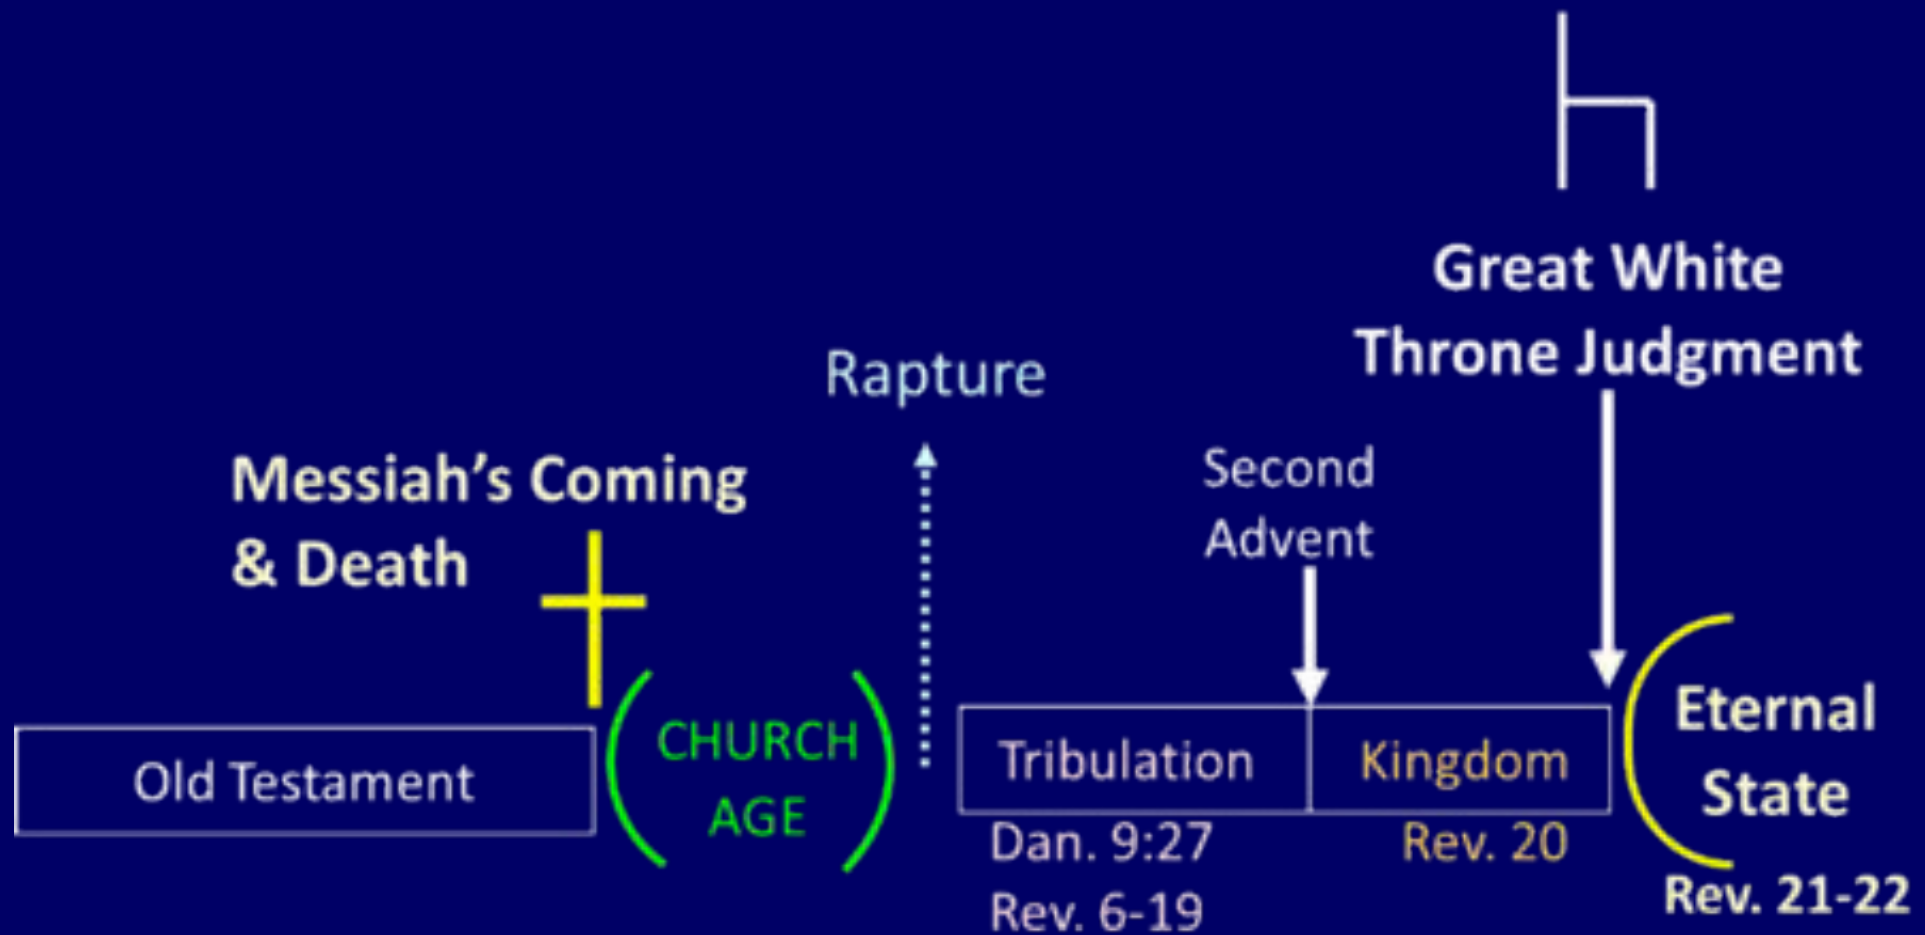 Great White
Throne Judgment
Rapture
Second
Advent
Messiah's Coming
& Death
Old Testament
CHURCH
AGE
Tribulation
Kingdom
Eternal
State
Dan. 9:27
Rev. 6-19
Rev. 20
Rev. 21-22